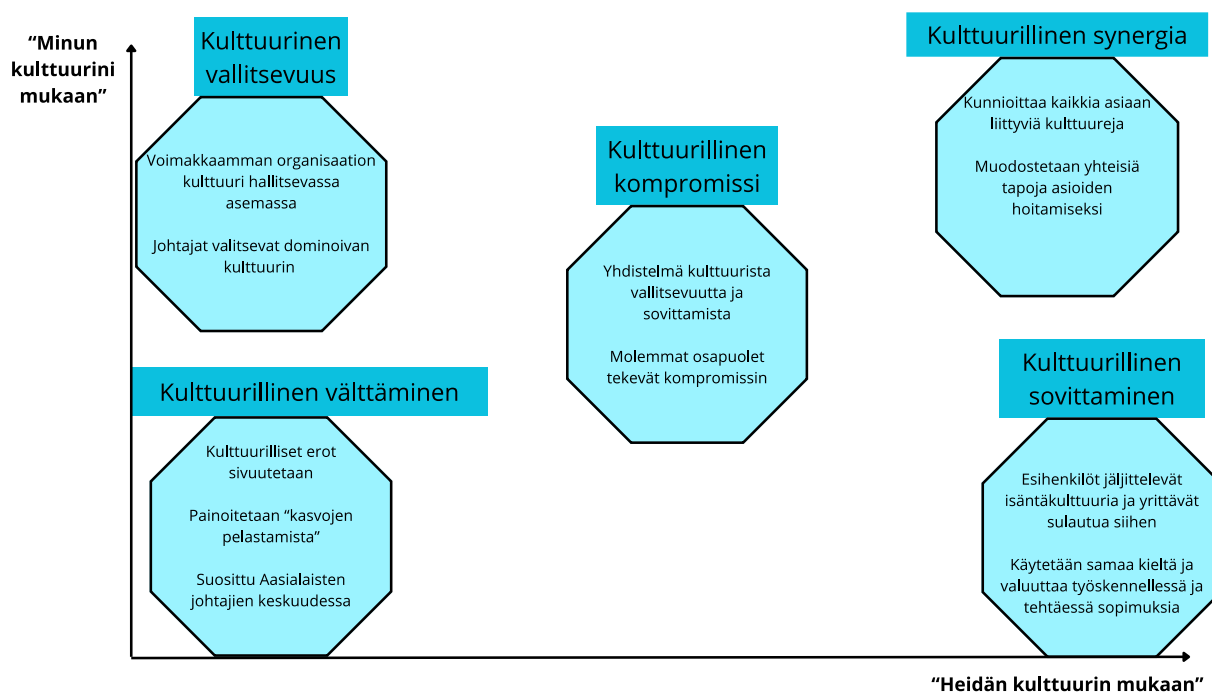 “Minun
kulttuurini
mukaan”
Kulttuurinen
vallitsevuus
Voimakkaamman organisaation
kulttuuri hallitsevassa
asemassa
Johtajat valitsevat dominoivan
kulttuurin
Kulttuurillinen synergia
Kunnioittaa kaikkia asiaan
liittyviä kulttuureja
Muodostetaan yhteisiä
tapoja asioiden
hoitamiseksi
Kulttuurillinen
kompromissi
Yhdistelmä kulttuurista
vallitsevuutta ja
sovittamista
Molemmat osapuolet
tekevät kompromissin
Kulttuurillinen välttäminen
Kulttuurilliset erot
sivuutetaan
Painoitetaan “kasvojen
pelastamista”
Suosittu Aasialaisten
johtajien keskuudessa
Kulttuurillinen
sovittaminen
Esihenkilöt jäljittelevät
isäntäkulttuuria ja yrittävät
sulautua siihen
Käytetään samaa kieltä ja
valuuttaa työskennellessä ja
tehtäessä sopimuksia
“Heidän kulttuurin mukaan”